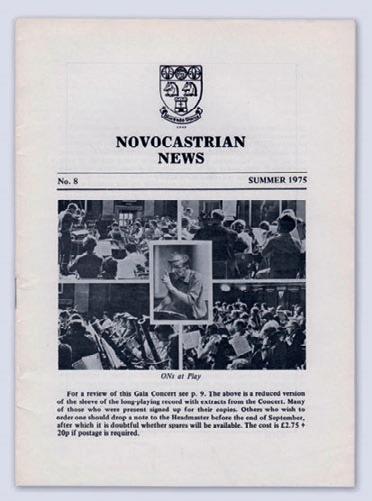 NOVOCASTRIAN
NEWS
No. 8
SUMMER 1975
ONs at Play
For a review of this Gala Concert see p. 9. The above is a reduced version
of the sleeve of the long-playing record with extracts from the Concert. Many
of those who were present signed up for their copies. Others who wish to
order one should drop a note to the Headmaster before the end of September,
after which it is doubtful whether spares will be available. The cost is £2.75 +
20p if postage is required.